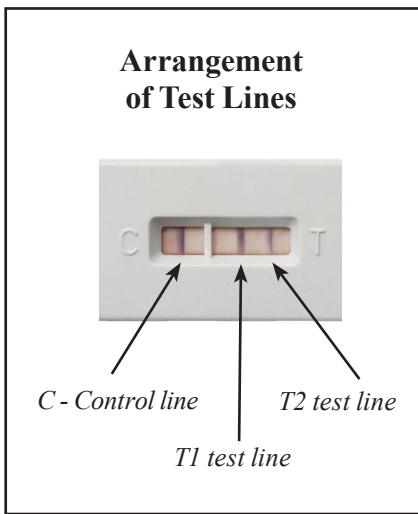 Arrangement
of Test Lines
C T
C - Control line
T2 test line
T1 test line